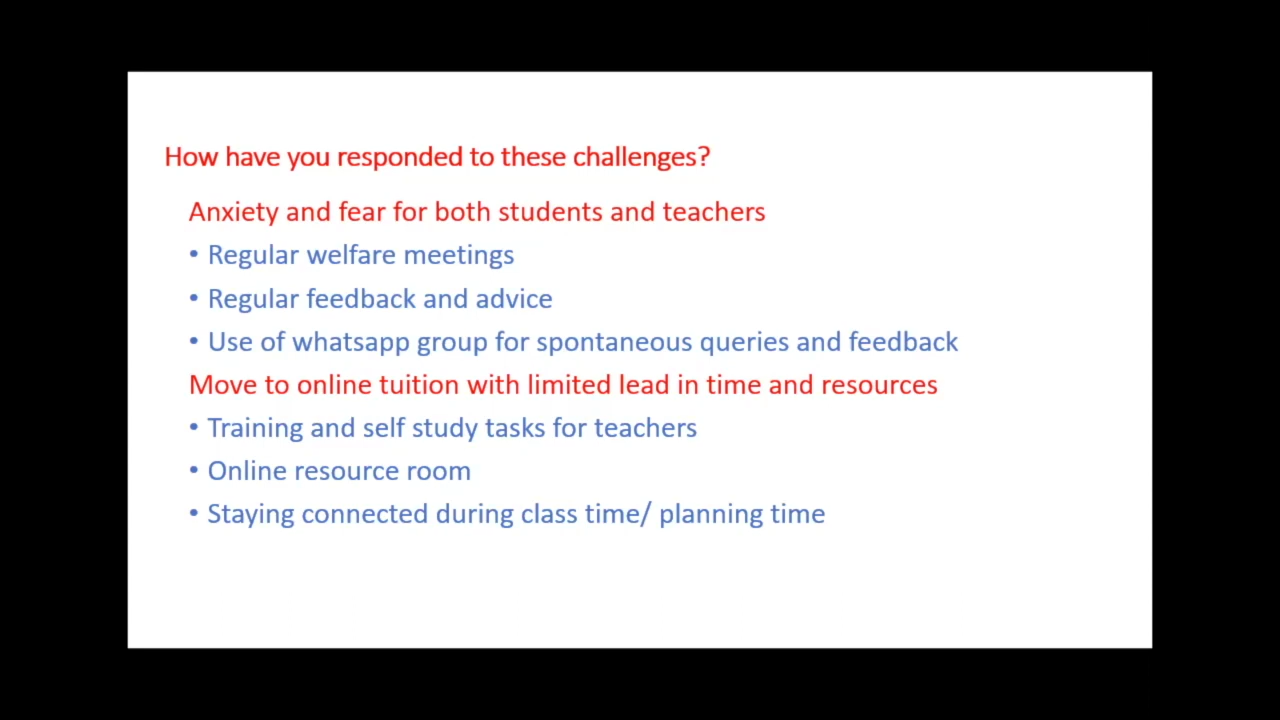 How have you responded to these challenges?
Anxiety and fear for both students and teachers
• Regular welfare meetings
• Regular feedback and advice
• Use of whatsapp group for spontaneous queries and feedback
Move to online tuition with limited lead in time and resources
• Training and self study tasks for teachers
• Online resource room
• Staying connected during class time/ planning time